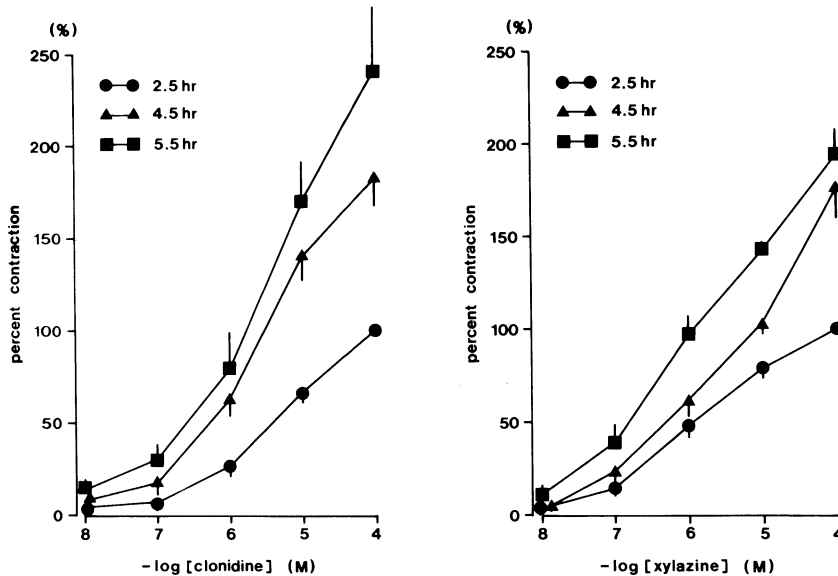 (%)
250
200
150
100
50
0
percent contraction
2.5 hr
4.5 hr
5.5 hr
8 7 6 5 4
-log [clonidine] (M)
(%)
250
200
150
100
50
0
percent contraction
2.5 hr
4.5 hr
5.5 hr
8 7 6 5 4
-log [xylazine] (M)